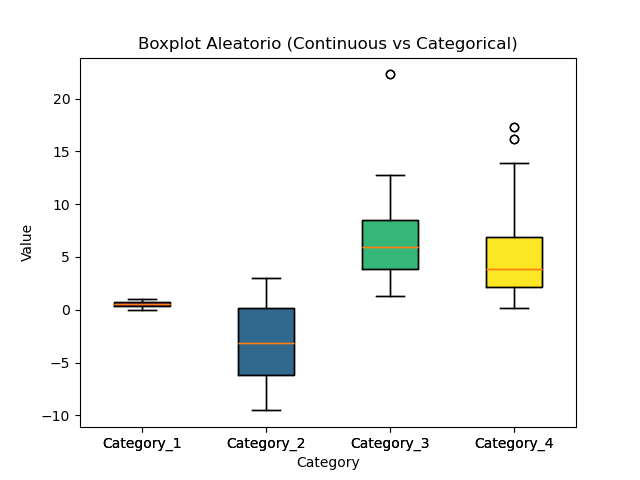 Boxplot Aleatorio (Continuous vs Categorical)
Value
20
15
10
5
0
−5
−10
Category_1 Category_2 Category_3 Category_4
Category